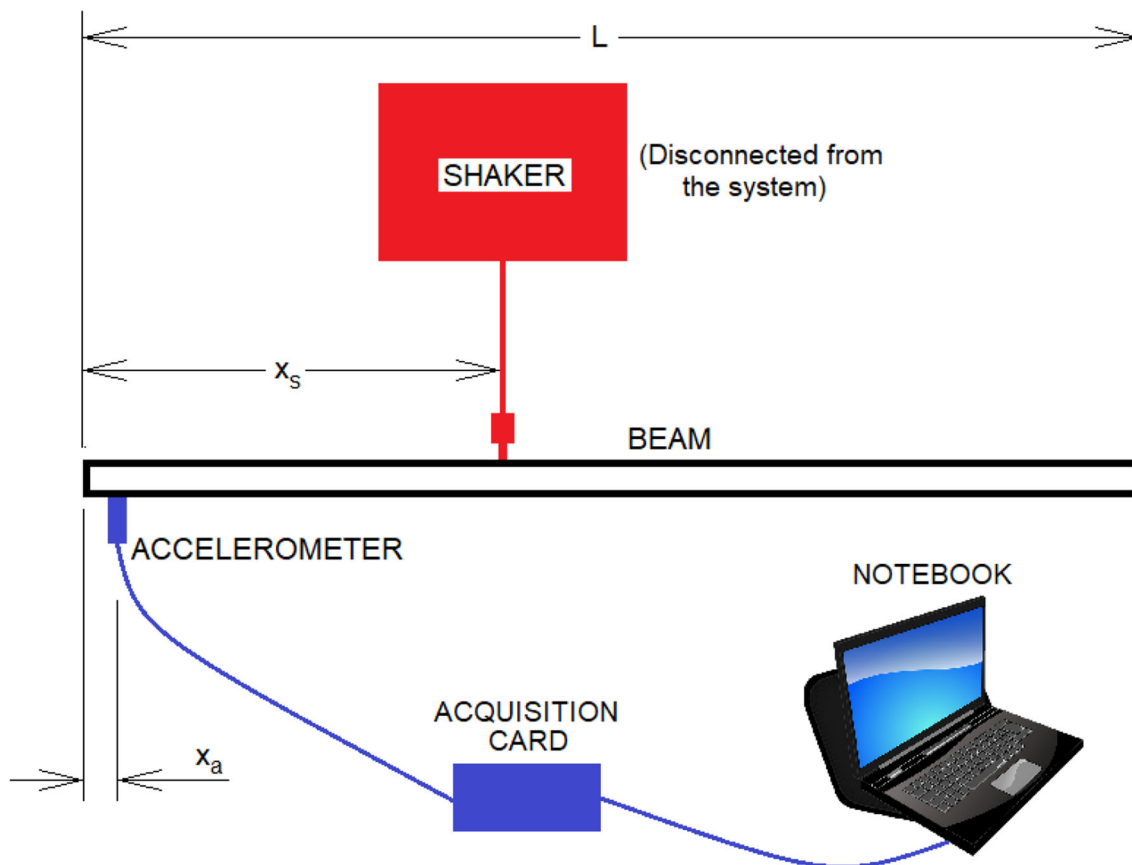 L
SHAKER
(Disconnected from
the system)
xs
BEAM
ACCELEROMETER
NOTEBOOK
ACQUISITION
CARD
xa